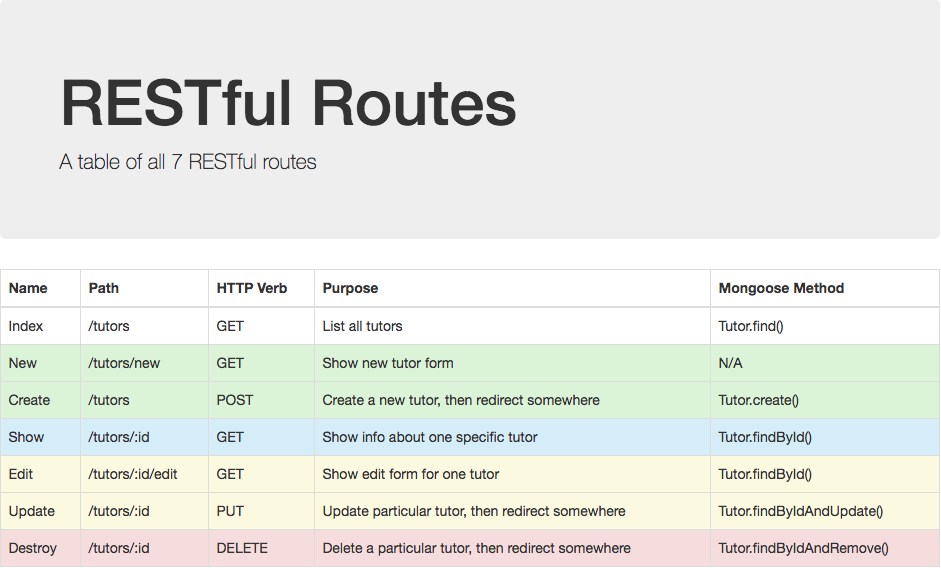 RESTful Routes
A table of all 7 RESTful routes
Name Path HTTP Verb Purpose Mongoose Method
Index /tutors GET List all tutors Tutor.find()
New /tutors/new GET Show new tutor form N/A
Create /tutors POST Create a new tutor, then redirect somewhere Tutor.create()
Show /tutors/:id GET Show info about one specific tutor Tutor.findById()
Edit /tutors/:id/edit GET Show edit form for one tutor Tutor.findById()
Update /tutors/:id PUT Update particular tutor, then redirect somewhere Tutor.findByIdAndUpdate()
Destroy /tutors/:id DELETE Delete a particular tutor, then redirect somewhere Tutor.findByIdAndRemove()